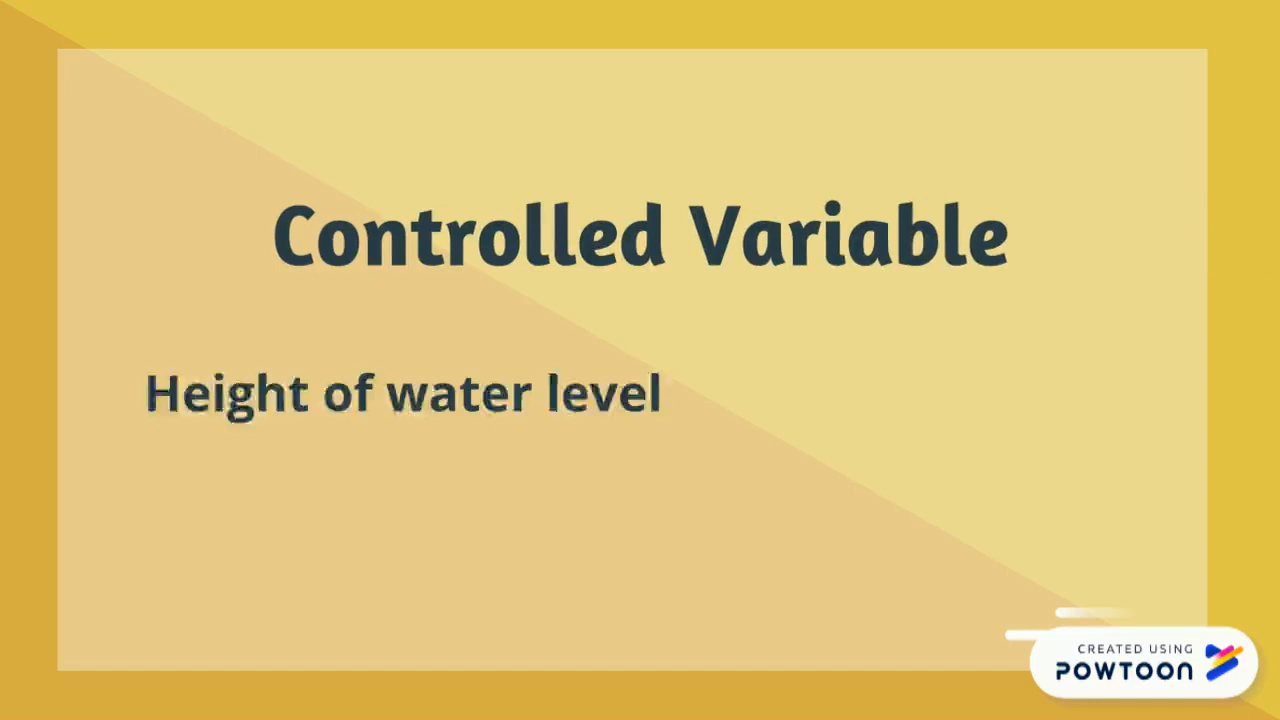 Controlled Variable
Height of water level
CREATED USING
POWTOON